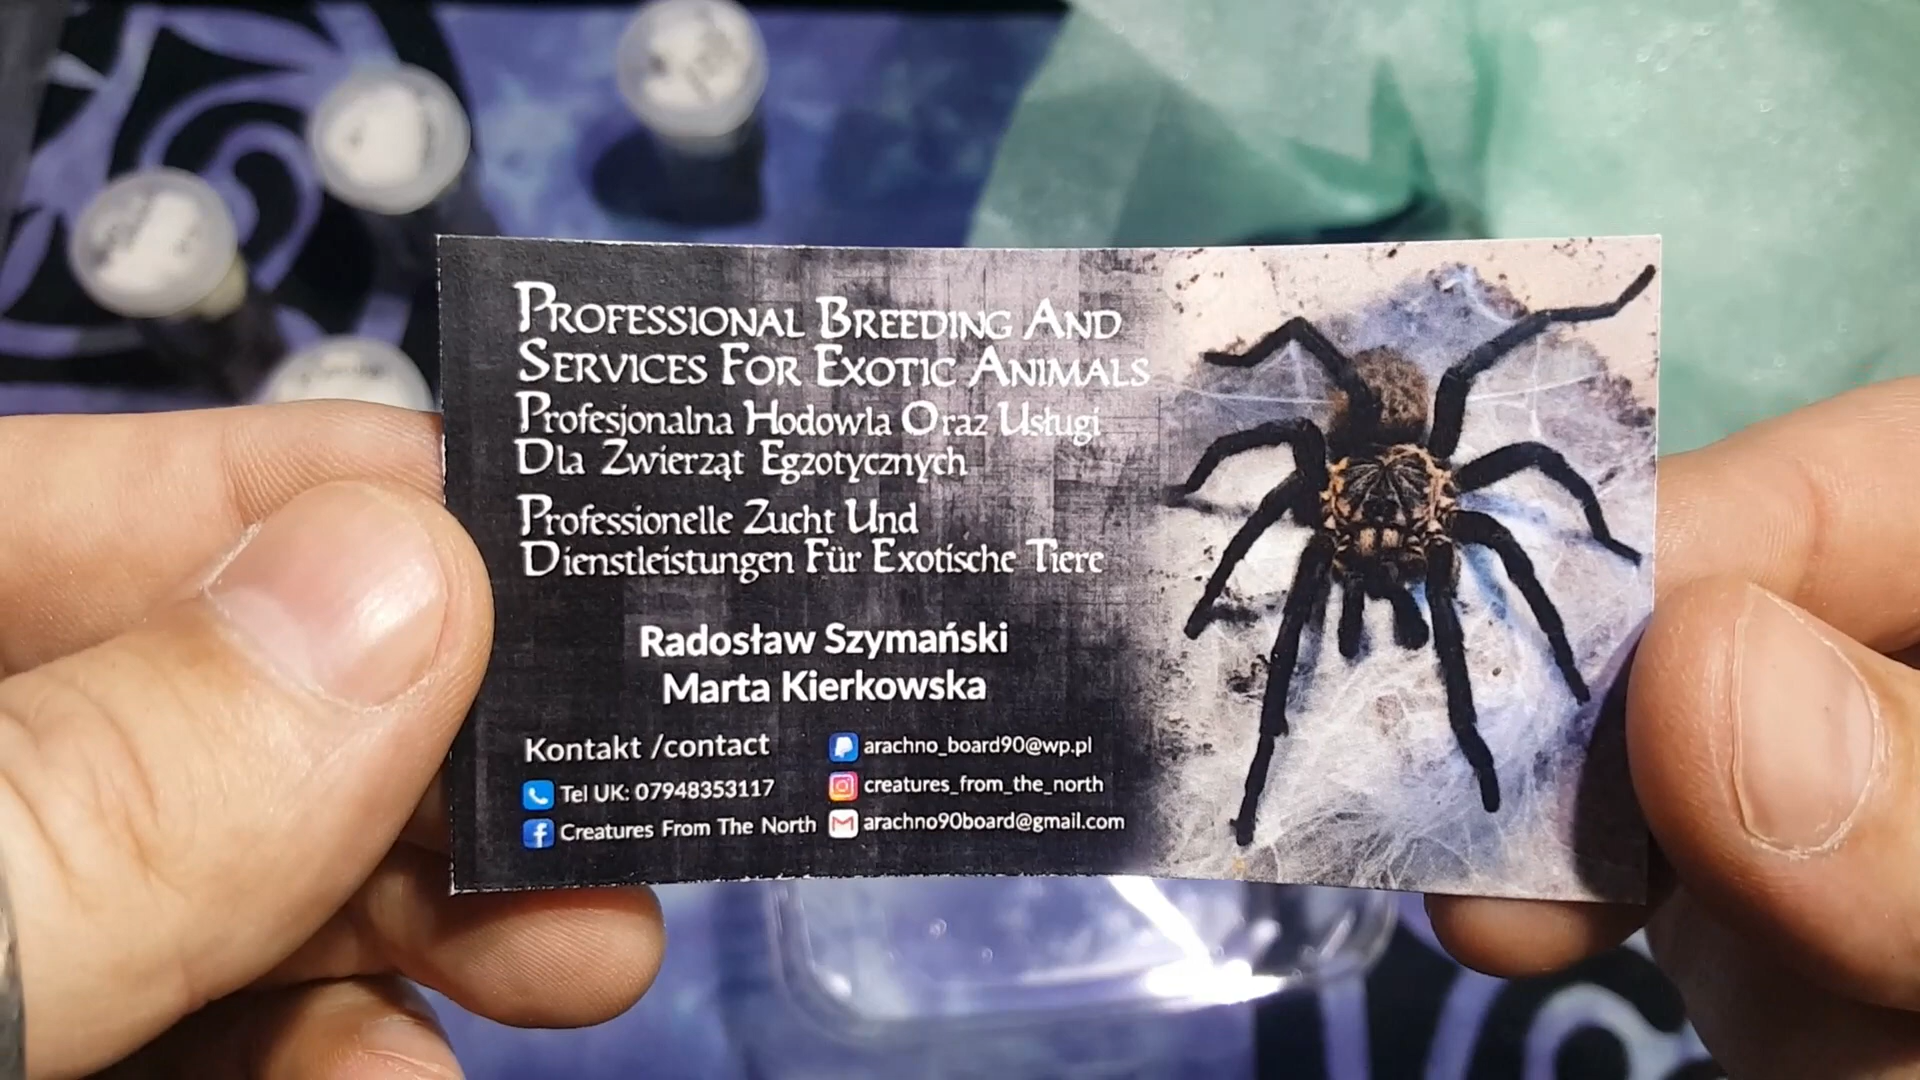 Professional Breeding And
Services For Exotic Animals
Profesjonalna Hodowla Oraz Usługi
Dla Zwierząt Egzotycznych
Professionelle Zucht Und
Dienstleistungen Für Exotische Tiere
Radosław Szymański
Marta Kierkowska
Kontakt /contact
Tel UK: 07948353117
Creatures From The North
arachno_board90@wp.pl
creatures_from_the_north
arachno90board@gmail.com